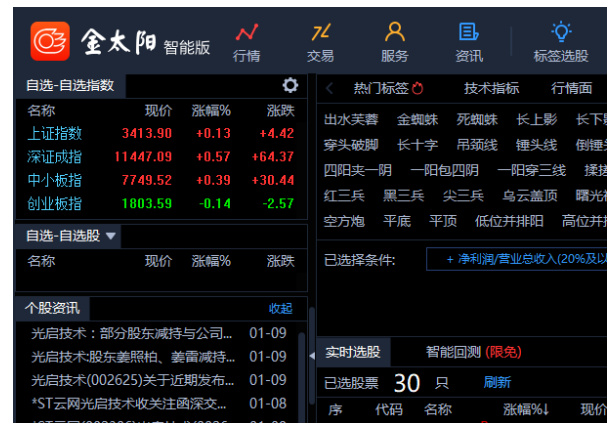 金太阳 智能版
行情 交易 服务 资讯 标签选股
自选-自选指数
名称 现价 涨幅% 涨跌
上证指数 3413.90 +0.13 +4.42
深证成指 11447.09 +0.57 +64.37
中小板指 7749.52 +0.39 +30.44
创业板指 1803.59 -0.14 -2.57
自选-自选股
名称 现价 涨幅% 涨跌
个股资讯 收起
光启技术：部分股东减持与公司... 01-09
光启技术:股东姜照柏、姜雷减持... 01-09
光启技术(002625)关于近期发布... 01-09
*ST云网光启技术收关注函深交... 01-08
热门标签 技术指标 行情面
出水芙蓉 金蜘蛛 死蜘蛛 长上影 长下
穿头破脚 长十字 吊颈线 锤头线 倒锤
四阳夹一阴 一阳包四阴 一阳穿三线 揉
红三兵 黑三兵 尖三兵 乌云盖顶 曙光
空方炮 平底 平顶 低位并排阳 高位并
已选择条件: + 净利润/营业总收入(20%及以
实时选股 智能回测 (限免)
已选股票 30 只 刷新
序 代码 名称 涨幅%↓ 现价